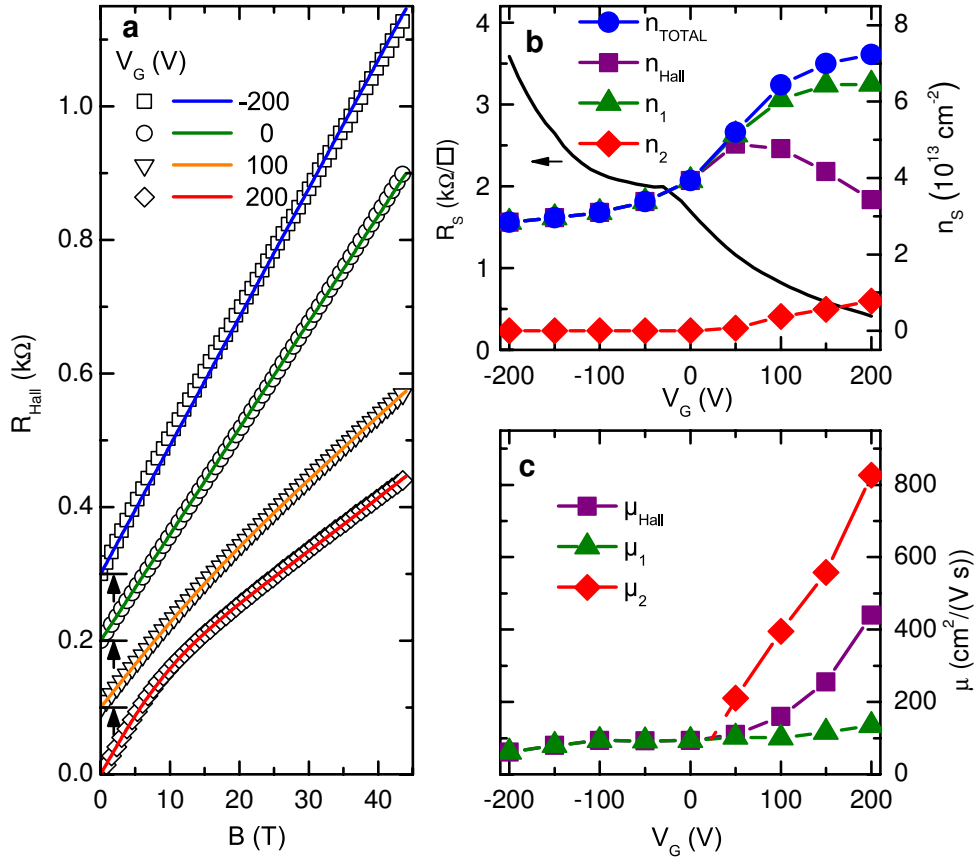 a
V_G (V)
-200
0
100
200
R_Hall (kΩ)
1.0
0.8
0.6
0.4
0.2
0.0
0 10 20 30 40
B (T)
b
n_TOTAL
n_Hall
n_1
n_2
R_S (kΩ/□)
4
3
2
1
0
n_S (10^13 cm^-2)
8
6
4
2
0
-200 -100 0 100 200
V_G (V)
c
μ_Hall
μ_1
μ_2
μ (cm^2/(V s)
800
600
400
200
0
-200 -100 0 100 200
V_G (V)